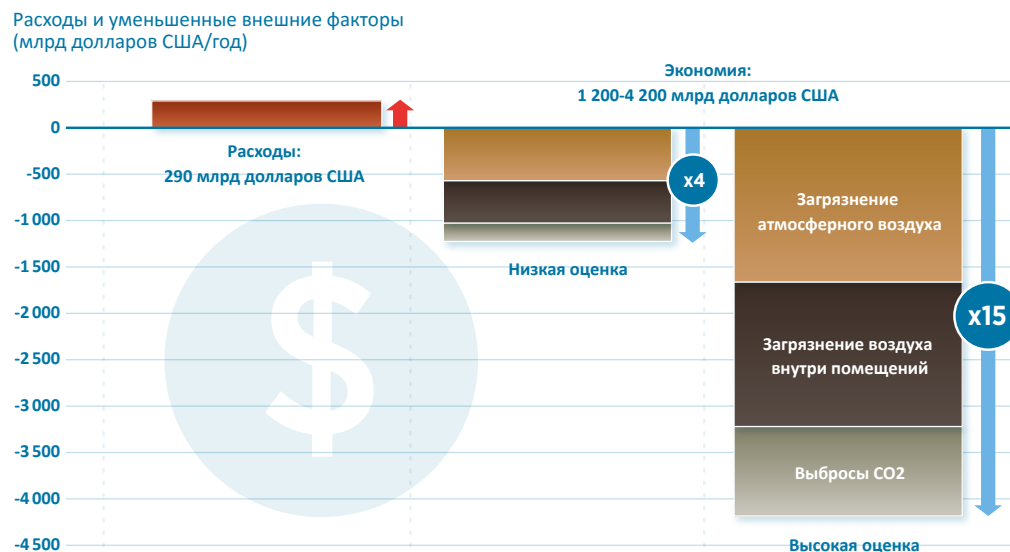 Расходы и уменьшенные внешние факторы
(млрд долларов США/год)
500
0
-500
-1 000
-1 500
-2 000
-2 500
-3 000
-3 500
-4 000
-4 500
Расходы:
290 млрд долларов США
Экономия:
1 200-4 200 млрд долларов США
x4
Низкая оценка
Загрязнение
атмосферного воздуха
Загрязнение воздуха
внутри помещений
Выбросы CO2
x15
Высокая оценка
$